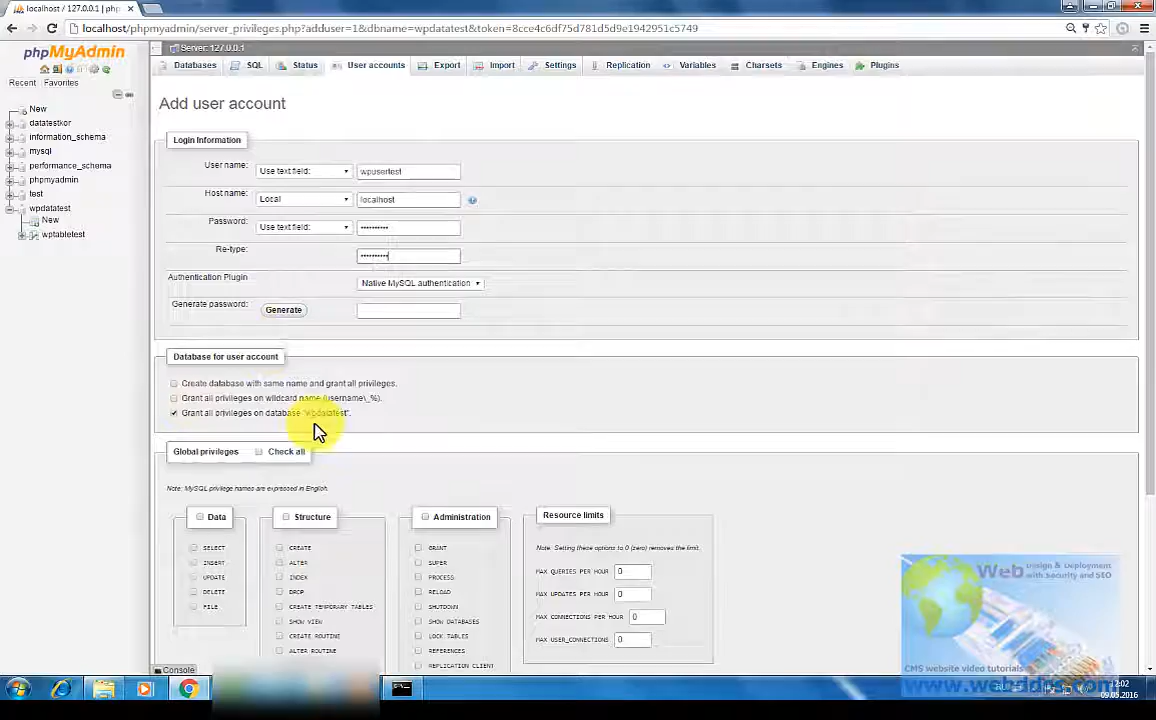 localhost / 127.0.0.1 | php
localhost/phpmyadmin/server_privileges.php?adduser=1&dbname=wpdatatest&token=8cce4c6df75d781d9e1942951c5749
phpMyAdmin
Recent Favorites
New
datatestkor
information_schema
mysql
performance_schema
phpmyadmin
test
wpdatatest
New
wptabletest
Server: 127.0.0.1
Databases SQL Status User accounts Export Import Settings Replication Variables Charsets Engines Plugins
Add user account
Login Information
User name: Use text field: wpusertest
Host name: Local localhost
Password: Use text field: ••••••••••
Re-type: ••••••••••
Authentication Plugin Native MySQL authentication
Generate password: Generate
Database for user account
Create database with same name and grant all privileges.
Grant all privileges on wildcard name (username\_%).
Grant all privileges on database "wpdatatest".
Global privileges Check all
Note: MySQL privilege names are expressed in English.
Data
SELECT
INSERT
UPDATE
DELETE
FILE
Structure
CREATE
ALTER
INDEX
DROP
CREATE TEMPORARY TABLES
SHOW VIEW
CREATE ROUTINE
ALTER ROUTINE
Administration
GRANT
SUPER
PROCESS
RELOAD
SHUTDOWN
SHOW DATABASES
LOCK TABLES
REFERENCES
REPLICATION CLIENT
Resource limits
Note: Setting these options to 0 (zero) removes the limit.
MAX QUERIES PER HOUR 0
MAX UPDATES PER HOUR 0
MAX CONNECTIONS PER HOUR 0
MAX USER_CONNECTIONS 0
Console
Web Design & Deployment
with Security and SEO
CMS website video tutorials
12:02
09.05.2016